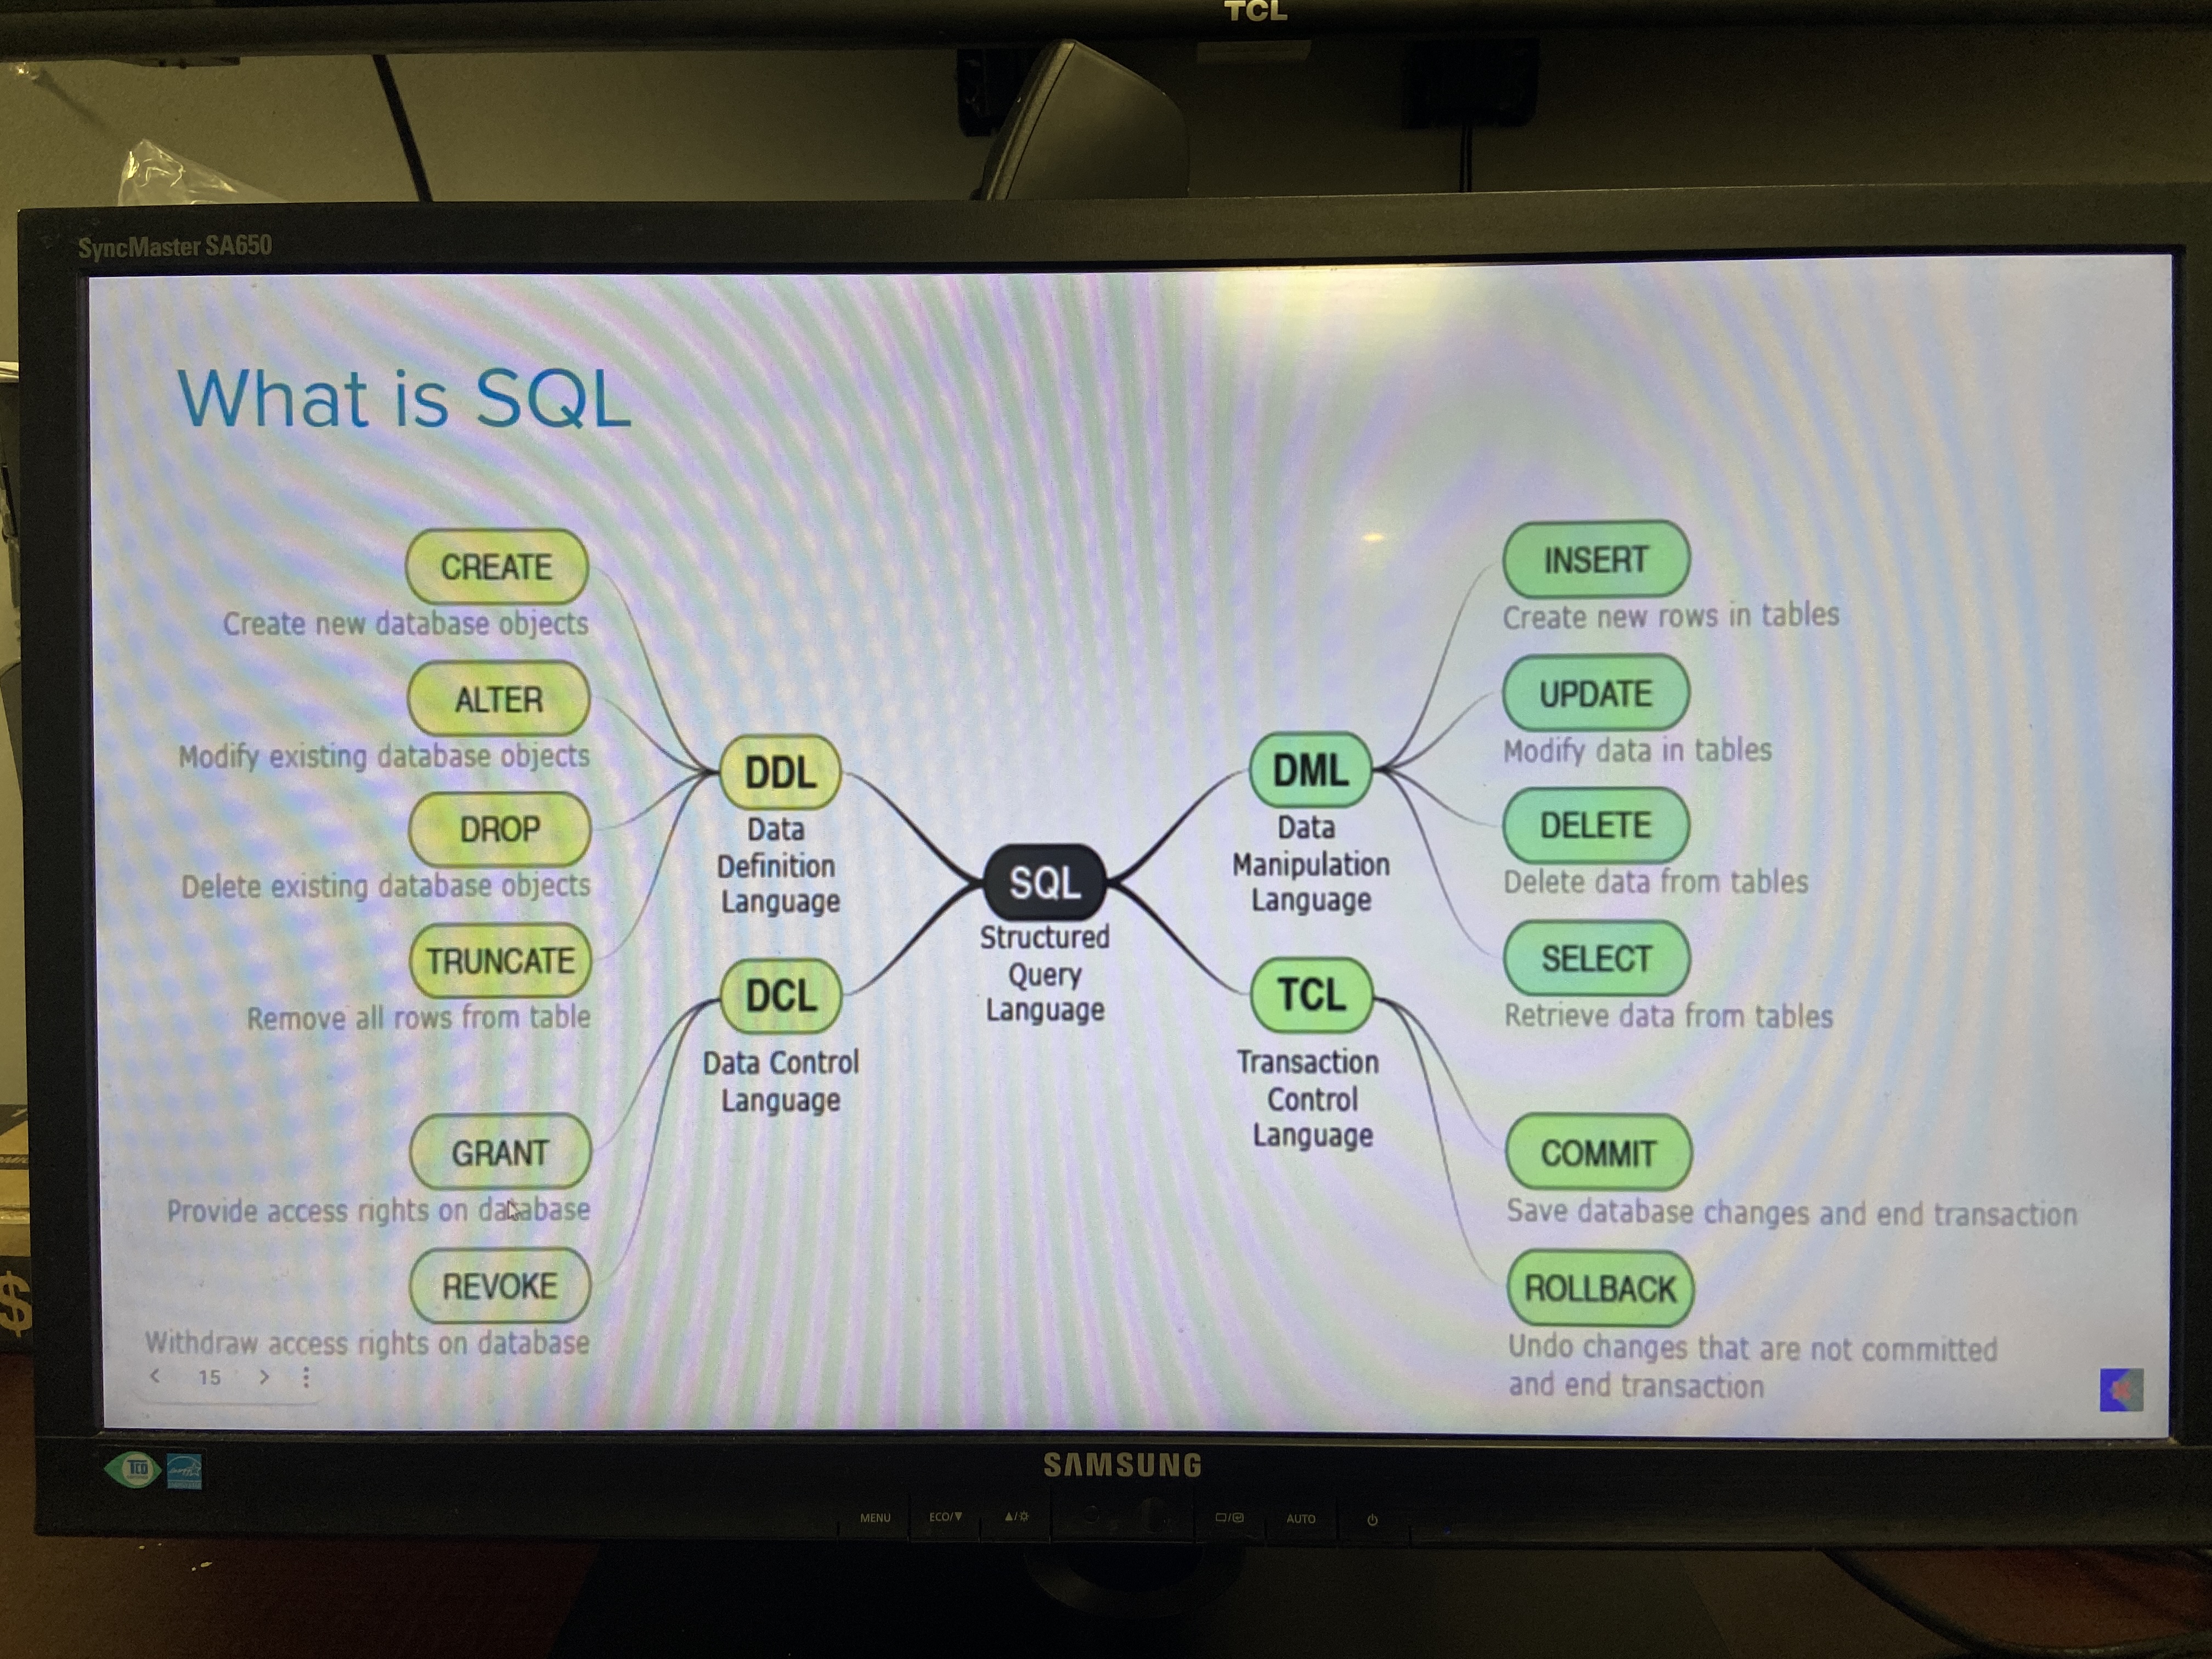 TCL
SyncMaster SA650
What is SQL
CREATE
Create new database objects
ALTER
Modify existing database objects
DROP
Delete existing database objects
TRUNCATE
Remove all rows from table
GRANT
Provide access rights on database
REVOKE
Withdraw access rights on database
DDL
Data
Definition
Language
DCL
Data Control
Language
SQL
Structured
Query
Language
DML
Data
Manipulation
Language
TCL
Transaction
Control
Language
INSERT
Create new rows in tables
UPDATE
Modify data in tables
DELETE
Delete data from tables
SELECT
Retrieve data from tables
COMMIT
Save database changes and end transaction
ROLLBACK
Undo changes that are not committed
and end transaction
15
$
TCO
SAMSUNG
MENU
ECO/▼
▲/☼
AUTO